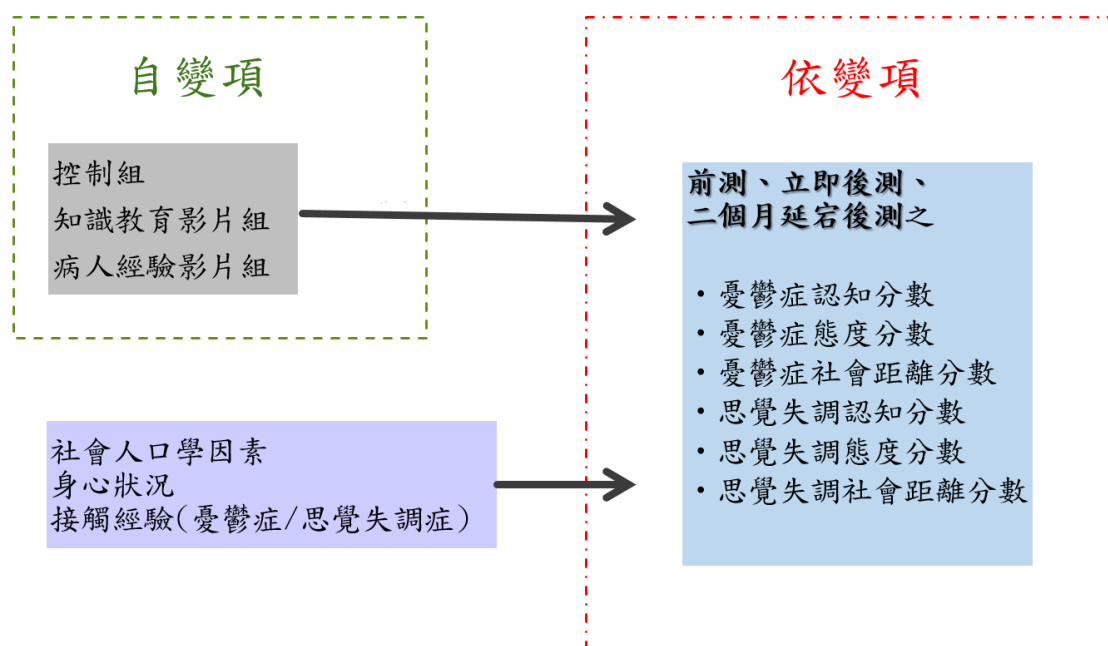 自變項
控制組
知識教育影片組
病人經驗影片組
社會人口學因素
身心狀況
接觸經驗(憂鬱症/思覺失調症)
依變項
前測、立即後測、
二個月延宕後測之
・憂鬱症認知分數
・憂鬱症態度分數
・憂鬱症社會距離分數
・思覺失調認知分數
・思覺失調態度分數
・思覺失調社會距離分數